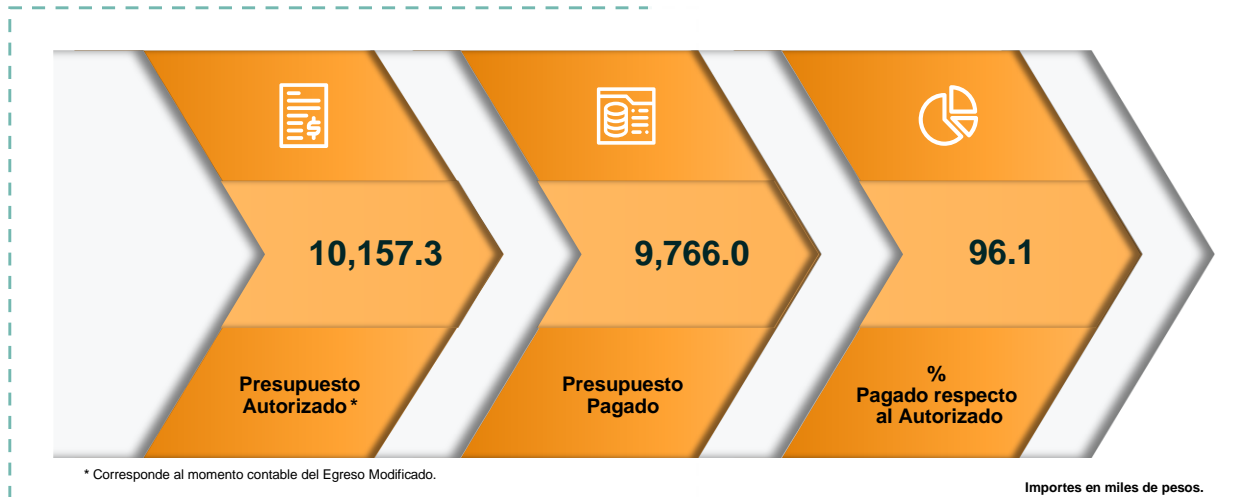 10,157.3
9,766.0
96.1
Presupuesto
Autorizado *
Presupuesto
Pagado
%
Pagado respecto
al Autorizado
* Corresponde al momento contable del Egreso Modificado.
Importes en miles de pesos.